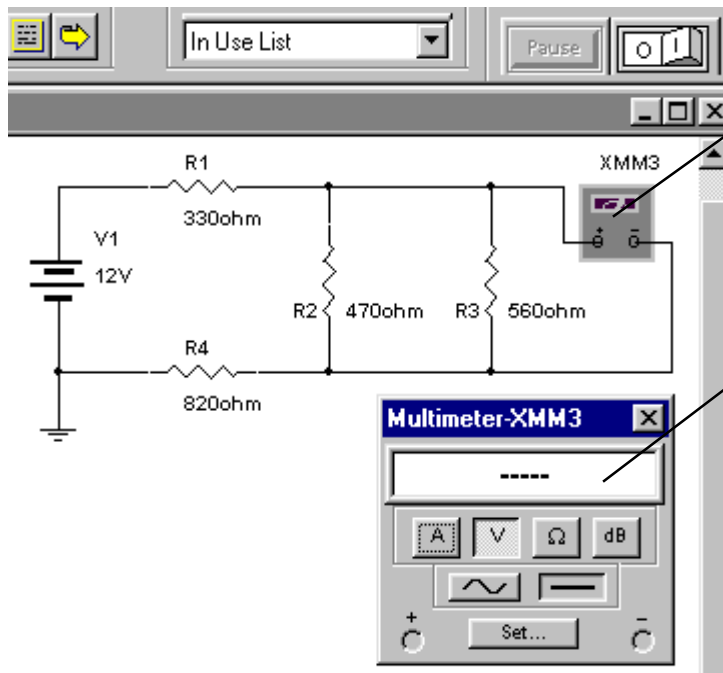 In Use List
Pause
O I
R1
XMM3
330ohm
V1
12V
+ -
R2 470ohm R3 560ohm
R4
820ohm
Multimeter-XMM3
-----
A V Ω dB
+ -
Set...